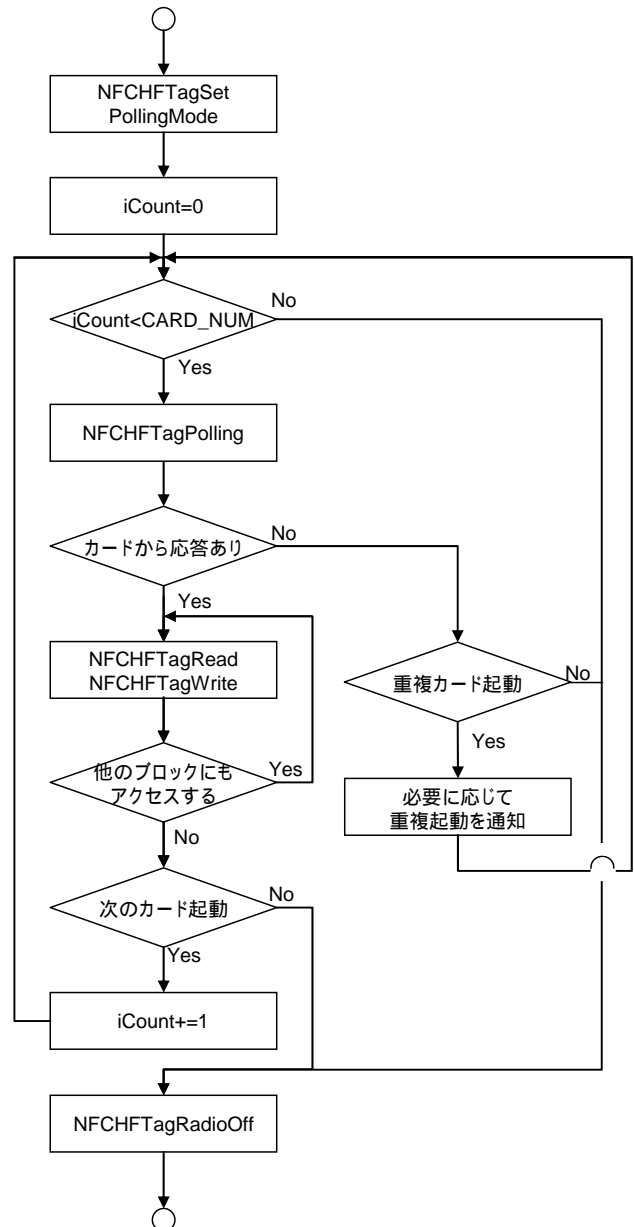 NFCHFTagSet
PollingMode
iCount=0
iCount<CARD_NUM
No
Yes
NFCHFTagPolling
カードから応答あり
No
Yes
NFCHFTagRead
NFCHFTagWrite
重複カード起動
No
Yes
他のブロックにも
アクセスする
Yes
No
必要に応じて
重複起動を通知
次のカード起動
No
Yes
iCount+=1
NFCHFTagRadioOff